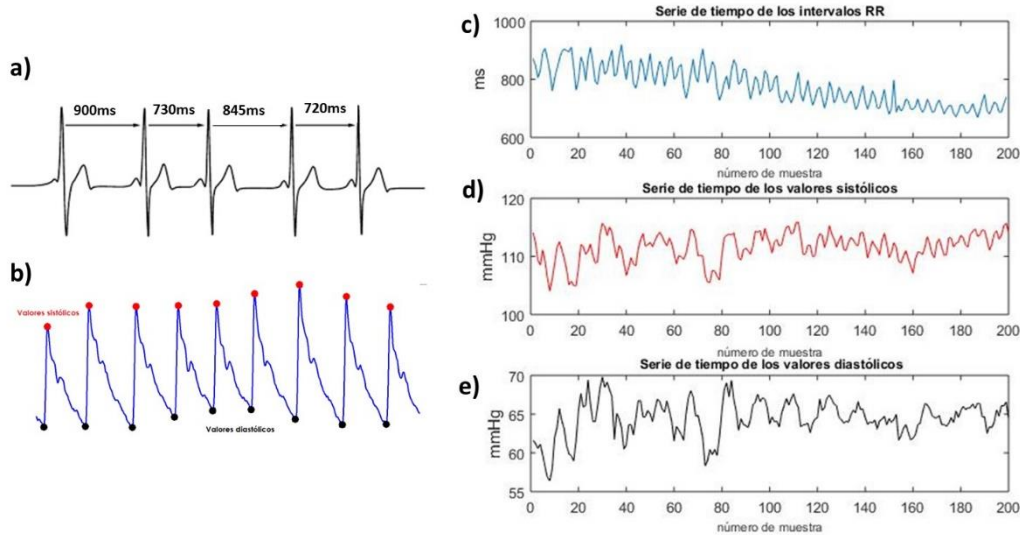 a)
900ms 730ms 845ms 720ms
b)
Valores sistólicos
Valores diastólicos
c)
Serie de tiempo de los intervalos RR
1000
800
600
ms
0 20 40 60 80 100 120 140 160 180 200
número de muestra
d)
Serie de tiempo de los valores sistólicos
120
110
100
mmHg
0 20 40 60 80 100 120 140 160 180 200
número de muestra
e)
Serie de tiempo de los valores diastólicos
70
65
60
55
mmHg
0 20 40 60 80 100 120 140 160 180 200
número de muestra